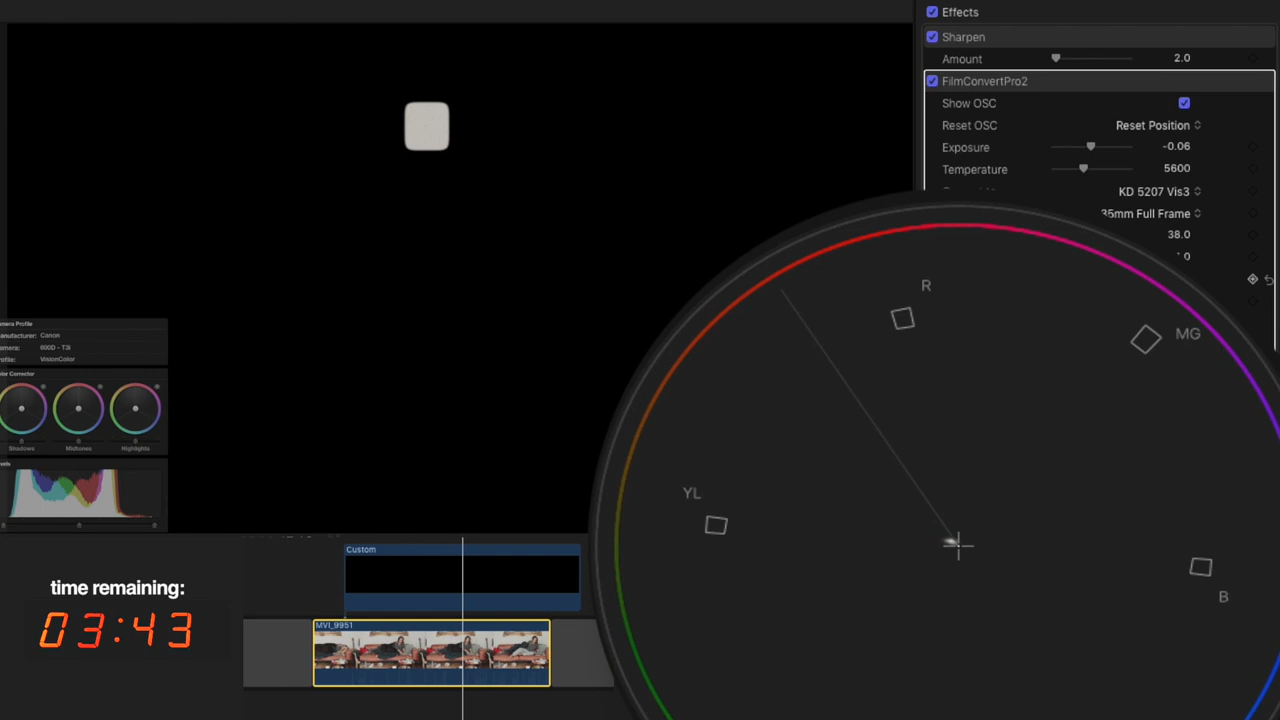 Effects
Sharpen
Amount 2.0
FilmConvertPro2
Show OSC
Reset OSC Reset Position
Exposure -0.06
Temperature 5600
KD 5207 Vis3
35mm Full Frame
38.0
R
MG
YL
B
Manufacturer: Canon
600D - T3i
VisionColor
Shadows Midtones Highlights
time remaining:
03:43
Custom
MVI_9951